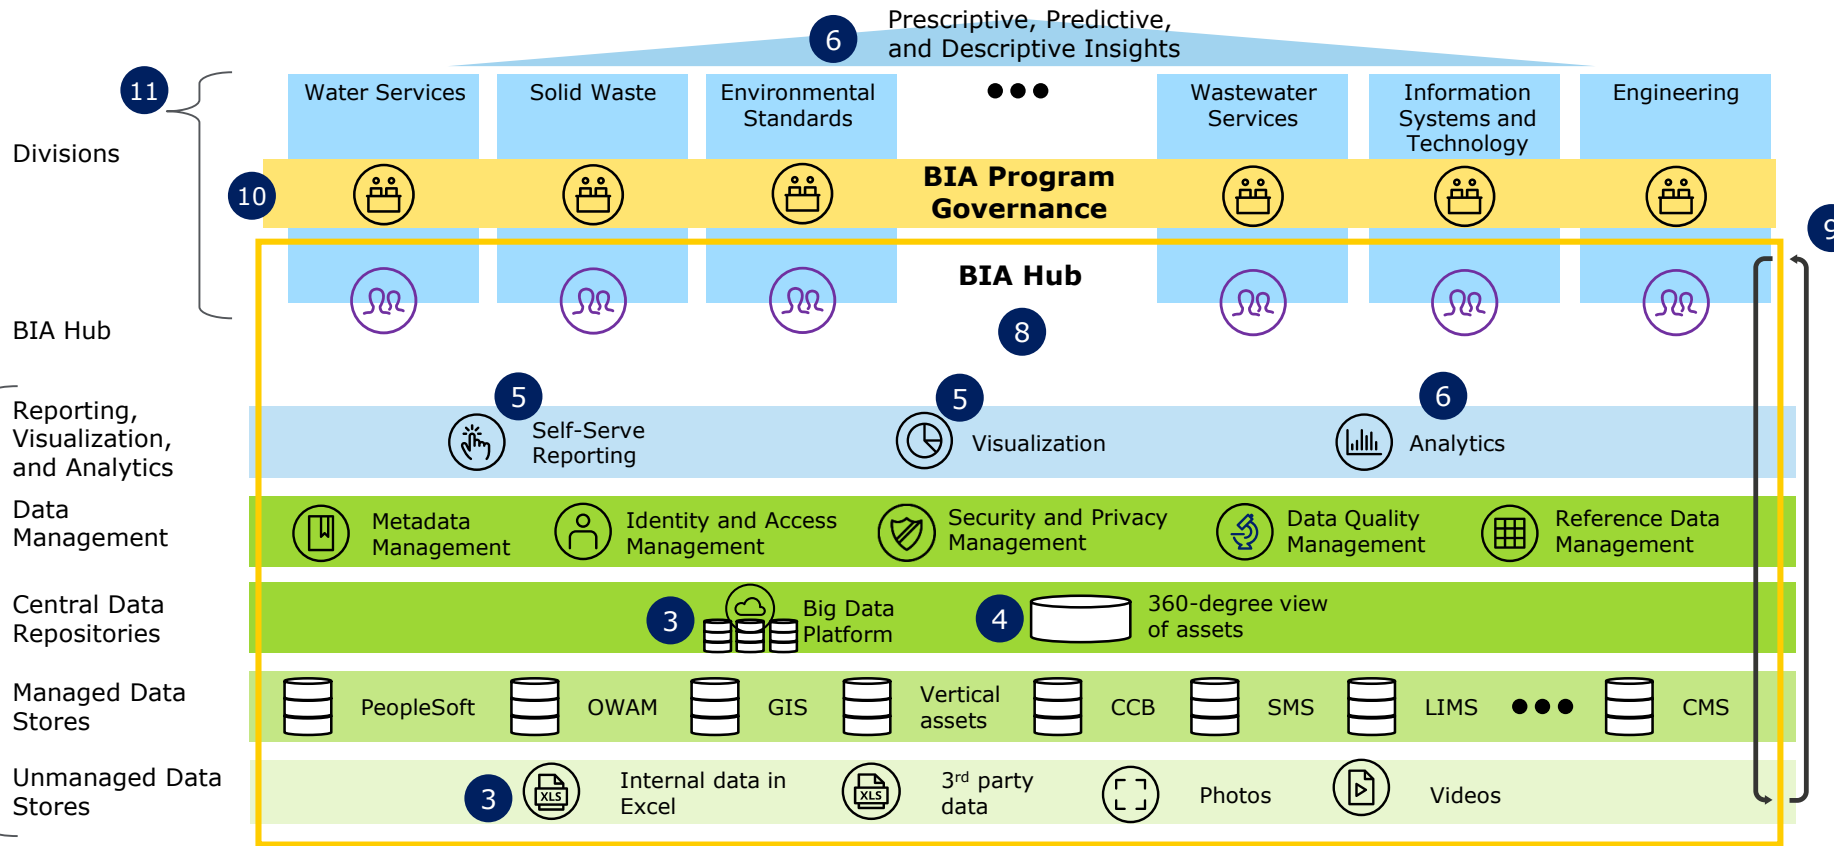 Prescriptive, Predictive,
and Descriptive Insights
6
11
Divisions
Water Services
Solid Waste
Environmental
Standards
●●●
Wastewater
Services
Information
Systems and
Technology
Engineering
10
BIA Program
Governance
9
BIA Hub
BIA Hub
8
Reporting,
Visualization,
and Analytics
5
Self-Serve
Reporting
5
Visualization
6
Analytics
Data
Management
Metadata
Management
Identity and Access
Management
Security and Privacy
Management
Data Quality
Management
Reference Data
Management
Central Data
Repositories
3
Big Data
Platform
4
360-degree view
of assets
Managed Data
Stores
PeopleSoft
OWAM
GIS
Vertical
assets
CCB
SMS
LIMS
●●●
CMS
Unmanaged Data
Stores
3
XLS
Internal data in
Excel
XLS
3rd party
data
Photos
Videos